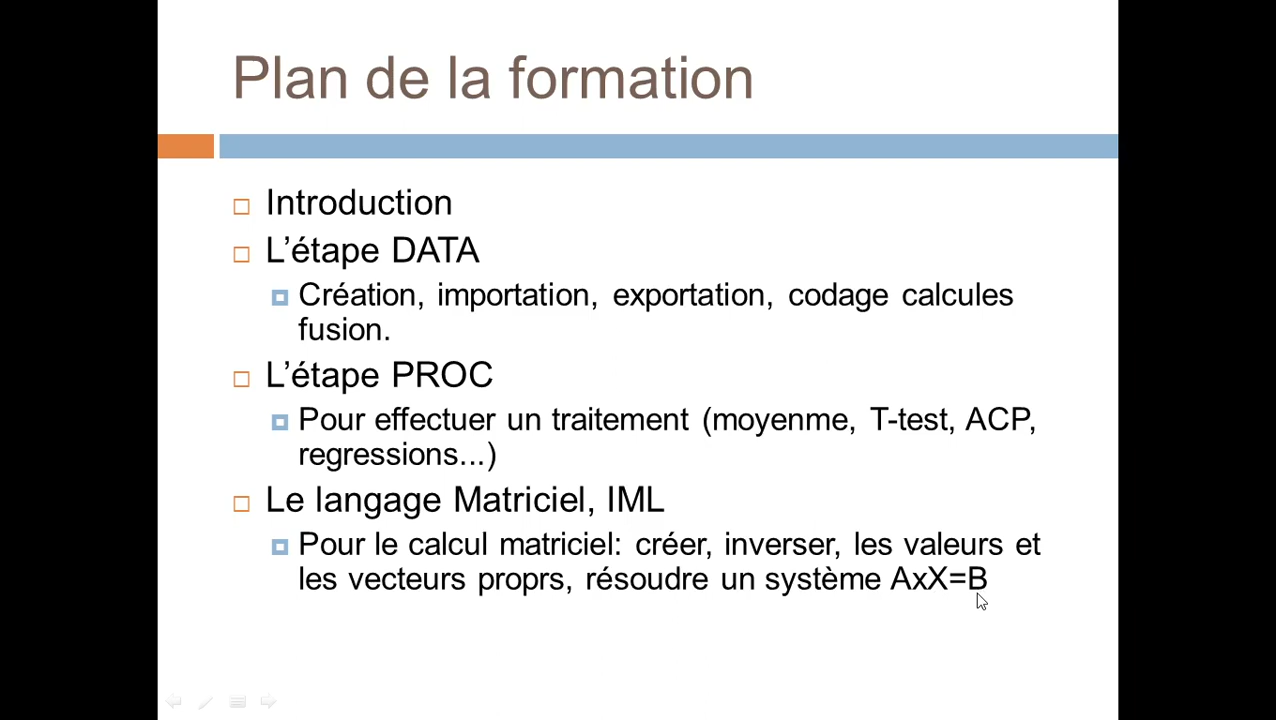 Plan de la formation
Introduction
L’étape DATA
Création, importation, exportation, codage calcules
fusion.
L’étape PROC
Pour effectuer un traitement (moyenme, T-test, ACP,
regressions...)
Le langage Matriciel, IML
Pour le calcul matriciel: créer, inverser, les valeurs et
les vecteurs proprs, résoudre un système AxX=B